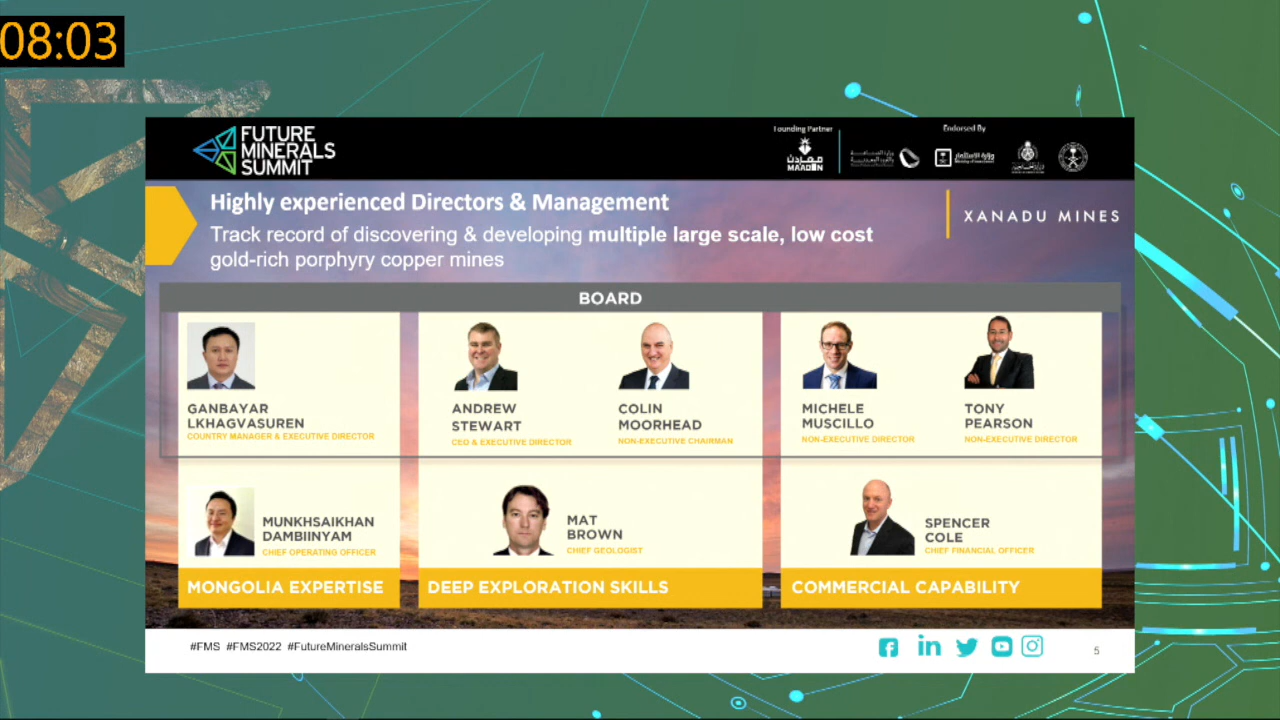 08:03
FUTURE
MINERALS
SUMMIT
Founding Partner
Endorsed By
معادن
MAADEN
Highly experienced Directors & Management
XANADU MINES
Track record of discovering & developing multiple large scale, low cost
gold-rich porphyry copper mines
BOARD
GANBAYAR
LKHAGVASUREN
COUNTRY MANAGER & EXECUTIVE DIRECTOR
ANDREW
STEWART
CEO & EXECUTIVE DIRECTOR
COLIN
MOORHEAD
NON-EXECUTIVE CHAIRMAN
MICHELE
MUSCILLO
NON-EXECUTIVE DIRECTOR
TONY
PEARSON
NON-EXECUTIVE DIRECTOR
MUNKHSAIKHAN
DAMBIINYAM
CHIEF OPERATING OFFICER
MAT
BROWN
CHIEF GEOLOGIST
SPENCER
COLE
CHIEF FINANCIAL OFFICER
MONGOLIA EXPERTISE
DEEP EXPLORATION SKILLS
COMMERCIAL CAPABILITY
#FMS #FMS2022 #FutureMineralsSummit
5